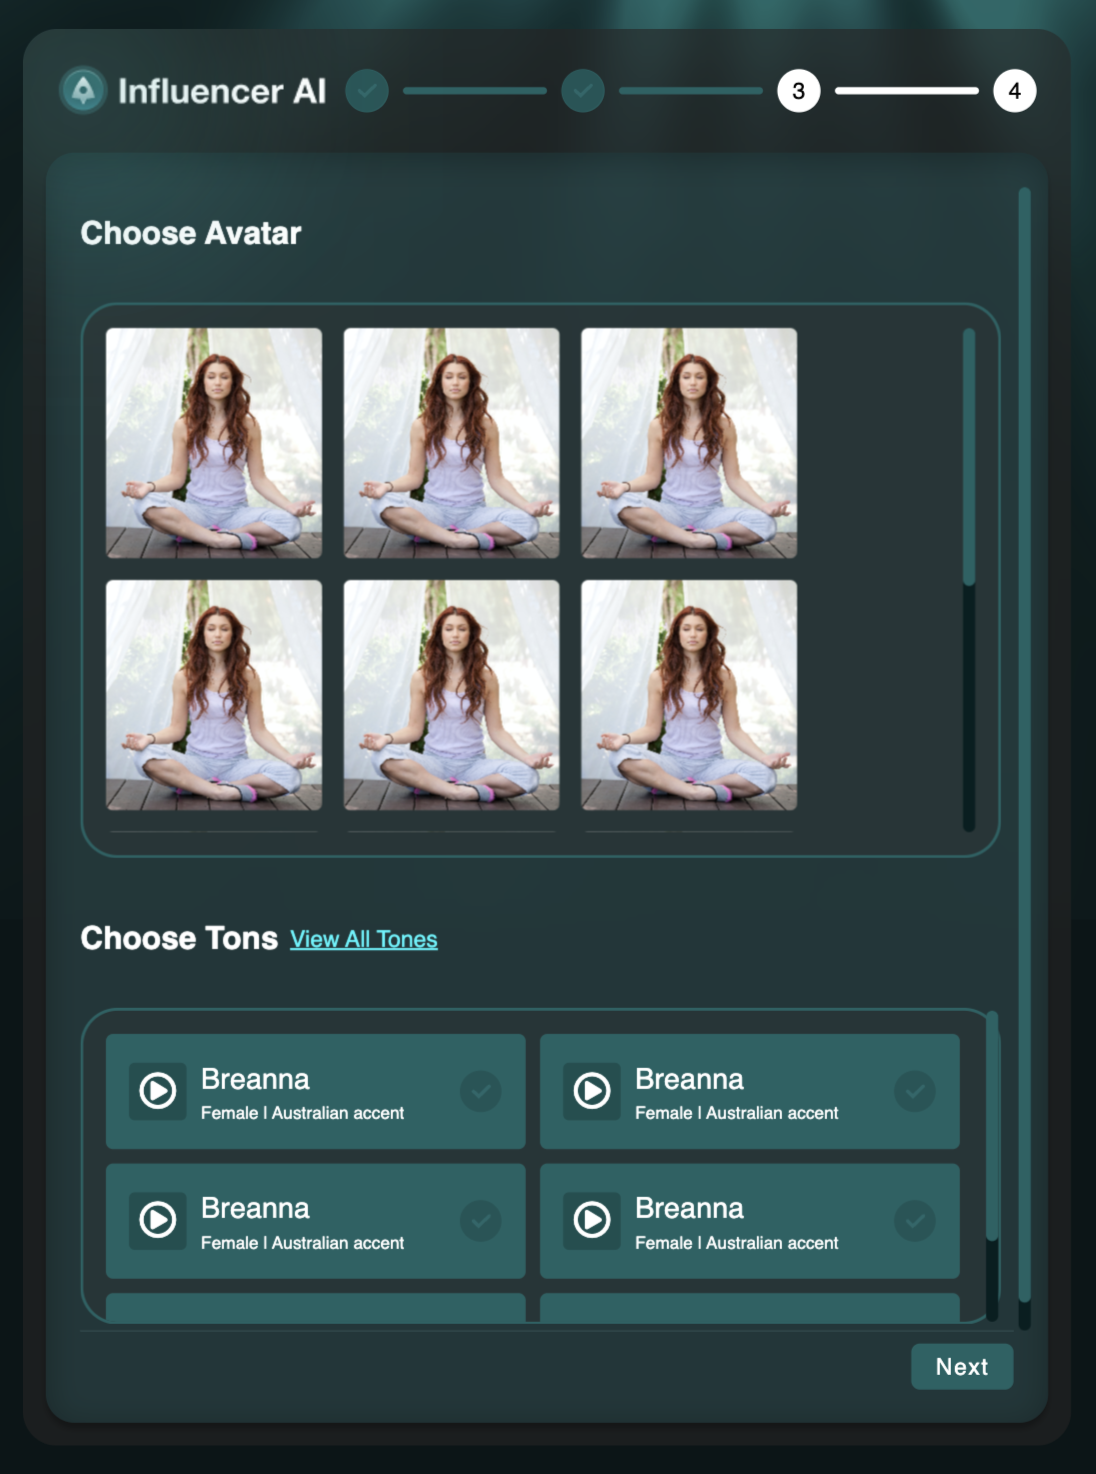 Influencer AI
3
4
Choose Avatar
Choose Tons View All Tones
Breanna
Female | Australian accent
Breanna
Female | Australian accent
Breanna
Female | Australian accent
Breanna
Female | Australian accent
Next